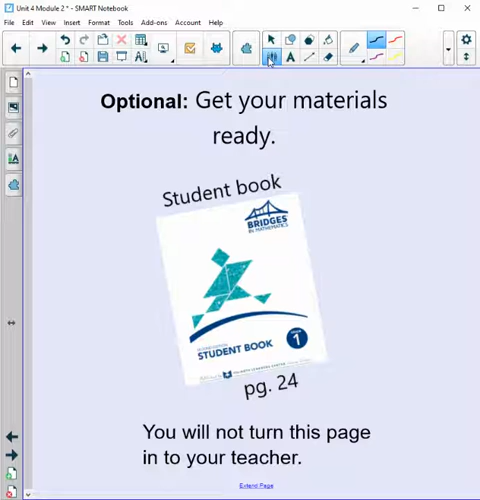 Unit 4 Module 2 * - SMART Notebook
File Edit View Insert Format Tools Add-ons Account Help
Optional: Get your materials
ready.
Student book
BRIDGES
IN MATHEMATICS
STUDENT BOOK
1
pg. 24
You will not turn this page
in to your teacher.
Extend Page